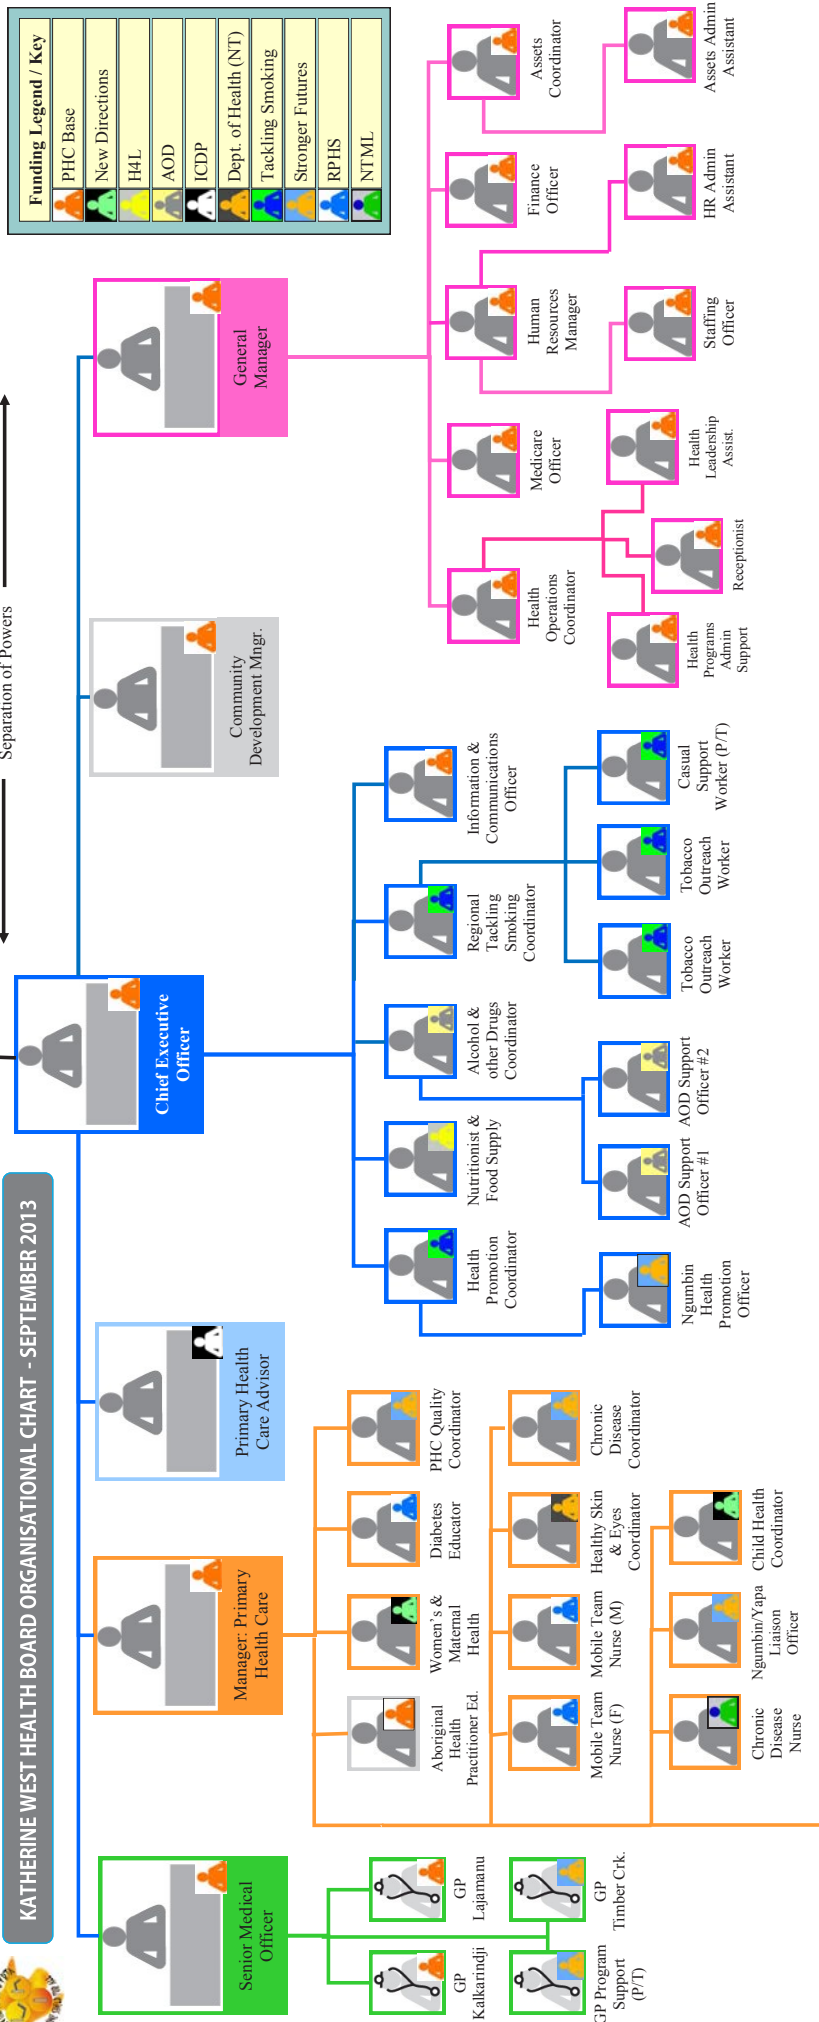 Separation of Powers
KATHERINE WEST HEALTH BOARD ORGANISATIONAL CHART - SEPTEMBER 2013
Funding Legend / Key
PHC Base
New Directions
H4L
AOD
ICDP
Dept. of Health (NT)
Tackling Smoking
Stronger Futures
RPHS
NTML
Chief Executive
Officer
Senior Medical
Officer
Manager: Primary
Health Care
Primary Health
Care Advisor
Community
Development Mngr.
General
Manager
GP
Kalkarindji
GP
Lajamanu
GP Program
Support
(P/T)
GP
Timber Crk.
Aboriginal
Health
Practitioner Ed.
Women's &
Maternal
Health
Diabetes
Educator
PHC Quality
Coordinator
Mobile Team
Nurse (F)
Mobile Team
Nurse (M)
Healthy Skin
& Eyes
Coordinator
Chronic
Disease
Coordinator
Chronic
Disease
Nurse
Ngumbin/Yapa
Liaison
Officer
Child Health
Coordinator
Health
Promotion
Coordinator
Nutritionist &
Food Supply
Alcohol &
other Drugs
Coordinator
Regional
Tackling
Smoking
Coordinator
Information &
Communications
Officer
Ngumbin
Health
Promotion
Officer
AOD Support
Officer #1
AOD Support
Officer #2
Tobacco
Outreach
Worker
Tobacco
Outreach
Worker
Casual
Support
Worker (P/T)
Health
Operations
Coordinator
Medicare
Officer
Human
Resources
Manager
Finance
Officer
Assets
Coordinator
Health
Programs
Admin
Support
Receptionist
Health
Leadership
Assist.
Staffing
Officer
HR Admin
Assistant
Assets Admin
Assistant